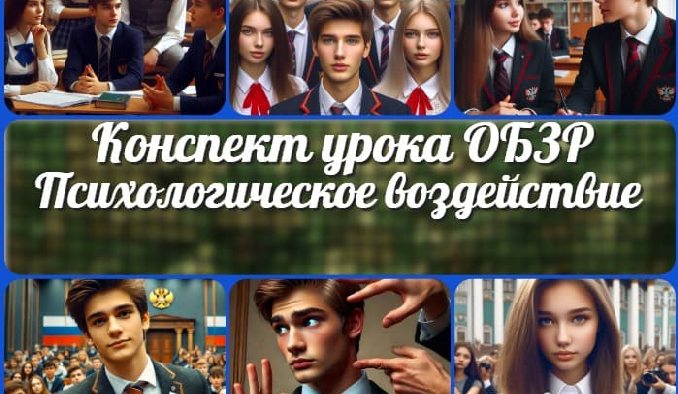 Конспект урока ОБЗР
Психологическое воздействие